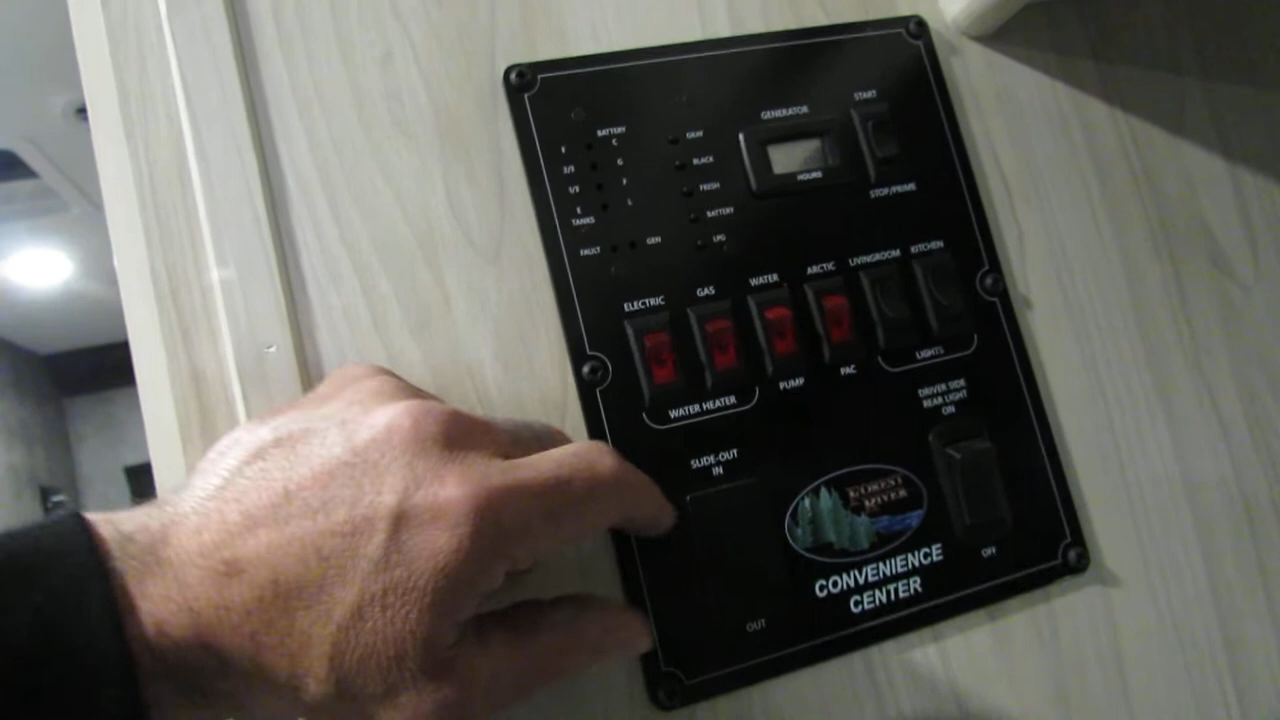 GENERATOR
START
HOURS
STOP/PRIME
BATTERY
F C
2/3 G
1/3 F
E L
TANKS
FAULT GEN
GRAY
BLACK
FRESH
BATTERY
LPG
ELECTRIC GAS WATER ARCTIC LIVINGROOM KITCHEN
WATER HEATER
PUMP
PAC
LIGHTS
DRIVER SIDE
REAR LIGHT
ON
OFF
SLIDE-OUT
IN
OUT
FOREST
RIVER
CONVENIENCE
CENTER